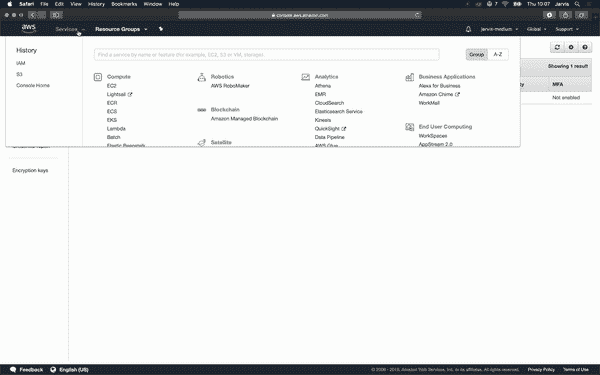 Safari File Edit View History Bookmarks Window Help
Thu 10:07 Jarvis
console.aws.amazon.com
aws Services Resource Groups
jarvis-medium Global Support
History
IAM
S3
Console Home
Find a service by name or feature (for example, EC2, S3 or VM, storage).
Group A-Z
Compute
EC2
Lightsail
ECR
ECS
EKS
Lambda
Batch
Elastic Beanstalk
Robotics
AWS RoboMaker
Blockchain
Amazon Managed Blockchain
Satellite
Analytics
Athena
EMR
CloudSearch
Elasticsearch Service
Kinesis
QuickSight
Data Pipeline
AWS Glue
Business Applications
Alexa for Business
Amazon Chime
WorkMail
End User Computing
WorkSpaces
AppStream 2.0
Showing 1 result
MFA
Not enabled
Encryption keys
Feedback English (US)
© 2008 - 2019, Amazon Web Services, Inc. or its affiliates. All rights reserved. Privacy Policy Terms of Use